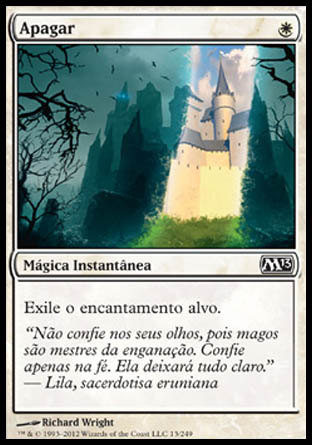 Apagar
Mágica Instantânea
M13
Exile o encantamento alvo.
“Não confie nos seus olhos, pois magos
são mestres da enganação. Confie
apenas na fé. Ela deixará tudo claro.”
— Lila, sacerdotisa eruniana
Richard Wright
™ & © 1993–2012 Wizards of the Coast LLC 13/249